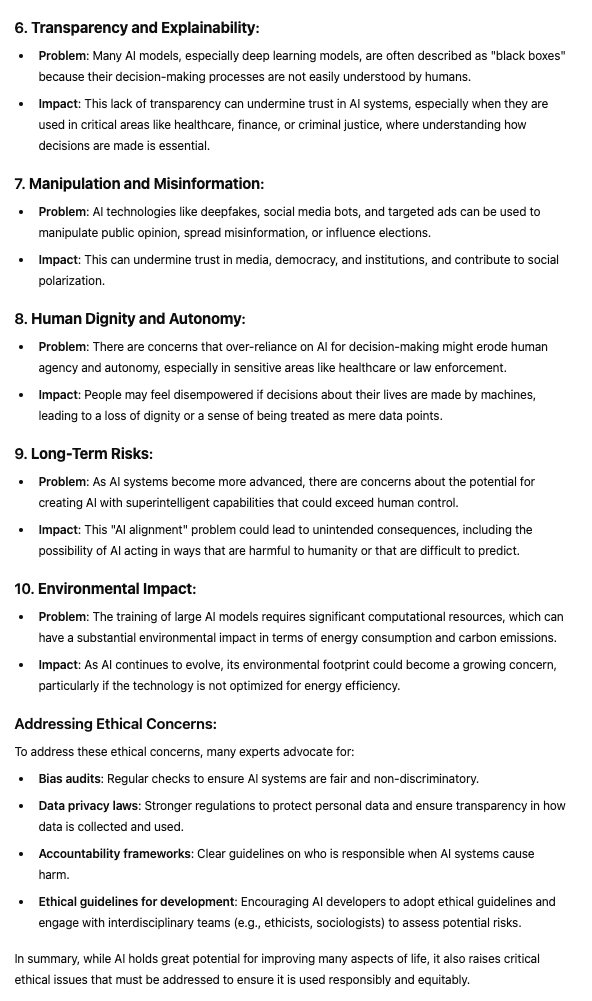 6. Transparency and Explainability:
• Problem: Many AI models, especially deep learning models, are often described as "black boxes"
because their decision-making processes are not easily understood by humans.
• Impact: This lack of transparency can undermine trust in AI systems, especially when they are
used in critical areas like healthcare, finance, or criminal justice, where understanding how
decisions are made is essential.
7. Manipulation and Misinformation:
• Problem: AI technologies like deepfakes, social media bots, and targeted ads can be used to
manipulate public opinion, spread misinformation, or influence elections.
• Impact: This can undermine trust in media, democracy, and institutions, and contribute to social
polarization.
8. Human Dignity and Autonomy:
• Problem: There are concerns that over-reliance on AI for decision-making might erode human
agency and autonomy, especially in sensitive areas like healthcare or law enforcement.
• Impact: People may feel disempowered if decisions about their lives are made by machines,
leading to a loss of dignity or a sense of being treated as mere data points.
9. Long-Term Risks:
• Problem: As AI systems become more advanced, there are concerns about the potential for
creating AI with superintelligent capabilities that could exceed human control.
• Impact: This "AI alignment" problem could lead to unintended consequences, including the
possibility of AI acting in ways that are harmful to humanity or that are difficult to predict.
10. Environmental Impact:
• Problem: The training of large AI models requires significant computational resources, which can
have a substantial environmental impact in terms of energy consumption and carbon emissions.
• Impact: As AI continues to evolve, its environmental footprint could become a growing concern,
particularly if the technology is not optimized for energy efficiency.
Addressing Ethical Concerns:
To address these ethical concerns, many experts advocate for:
• Bias audits: Regular checks to ensure AI systems are fair and non-discriminatory.
• Data privacy laws: Stronger regulations to protect personal data and ensure transparency in how
data is collected and used.
• Accountability frameworks: Clear guidelines on who is responsible when AI systems cause
harm.
• Ethical guidelines for development: Encouraging AI developers to adopt ethical guidelines and
engage with interdisciplinary teams (e.g., ethicists, sociologists) to assess potential risks.
In summary, while AI holds great potential for improving many aspects of life, it also raises critical
ethical issues that must be addressed to ensure it is used responsibly and equitably.